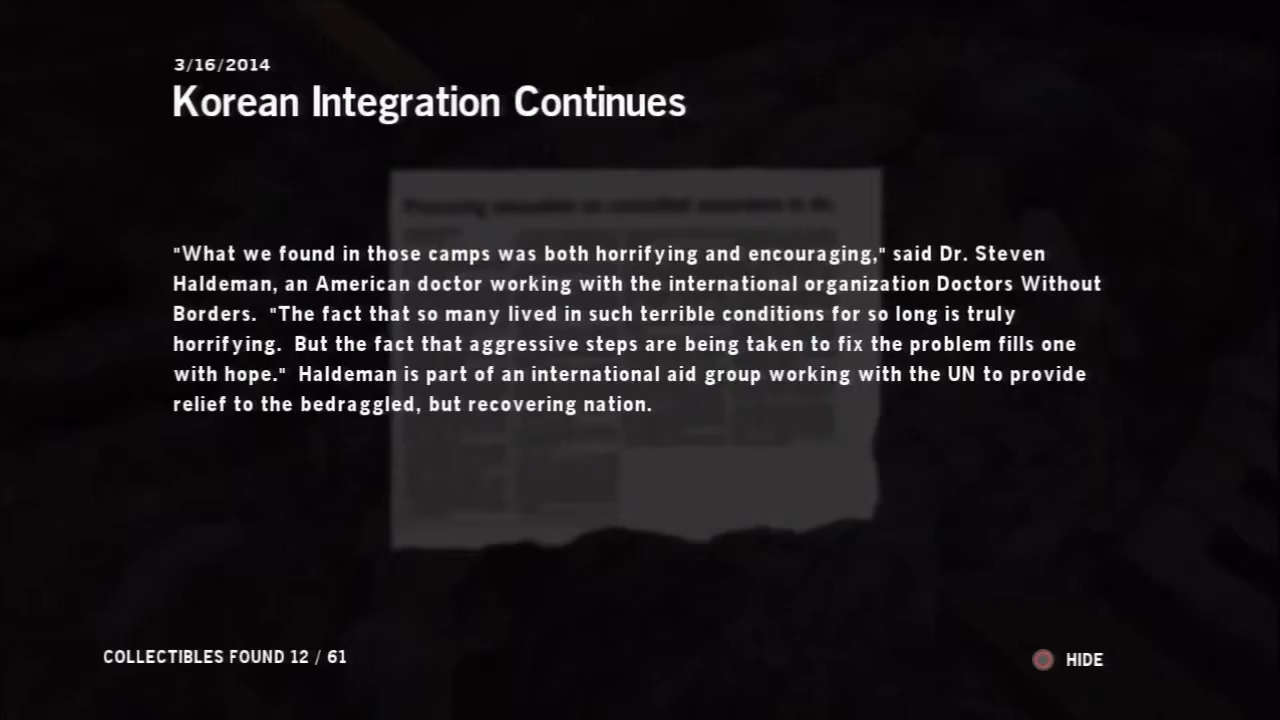 3/16/2014
Korean Integration Continues
"What we found in those camps was both horrifying and encouraging," said Dr. Steven
Haldeman, an American doctor working with the international organization Doctors Without
Borders.  "The fact that so many lived in such terrible conditions for so long is truly
horrifying.  But the fact that aggressive steps are being taken to fix the problem fills one
with hope."  Haldeman is part of an international aid group working with the UN to provide
relief to the bedraggled, but recovering nation.
COLLECTIBLES FOUND 12 / 61
HIDE